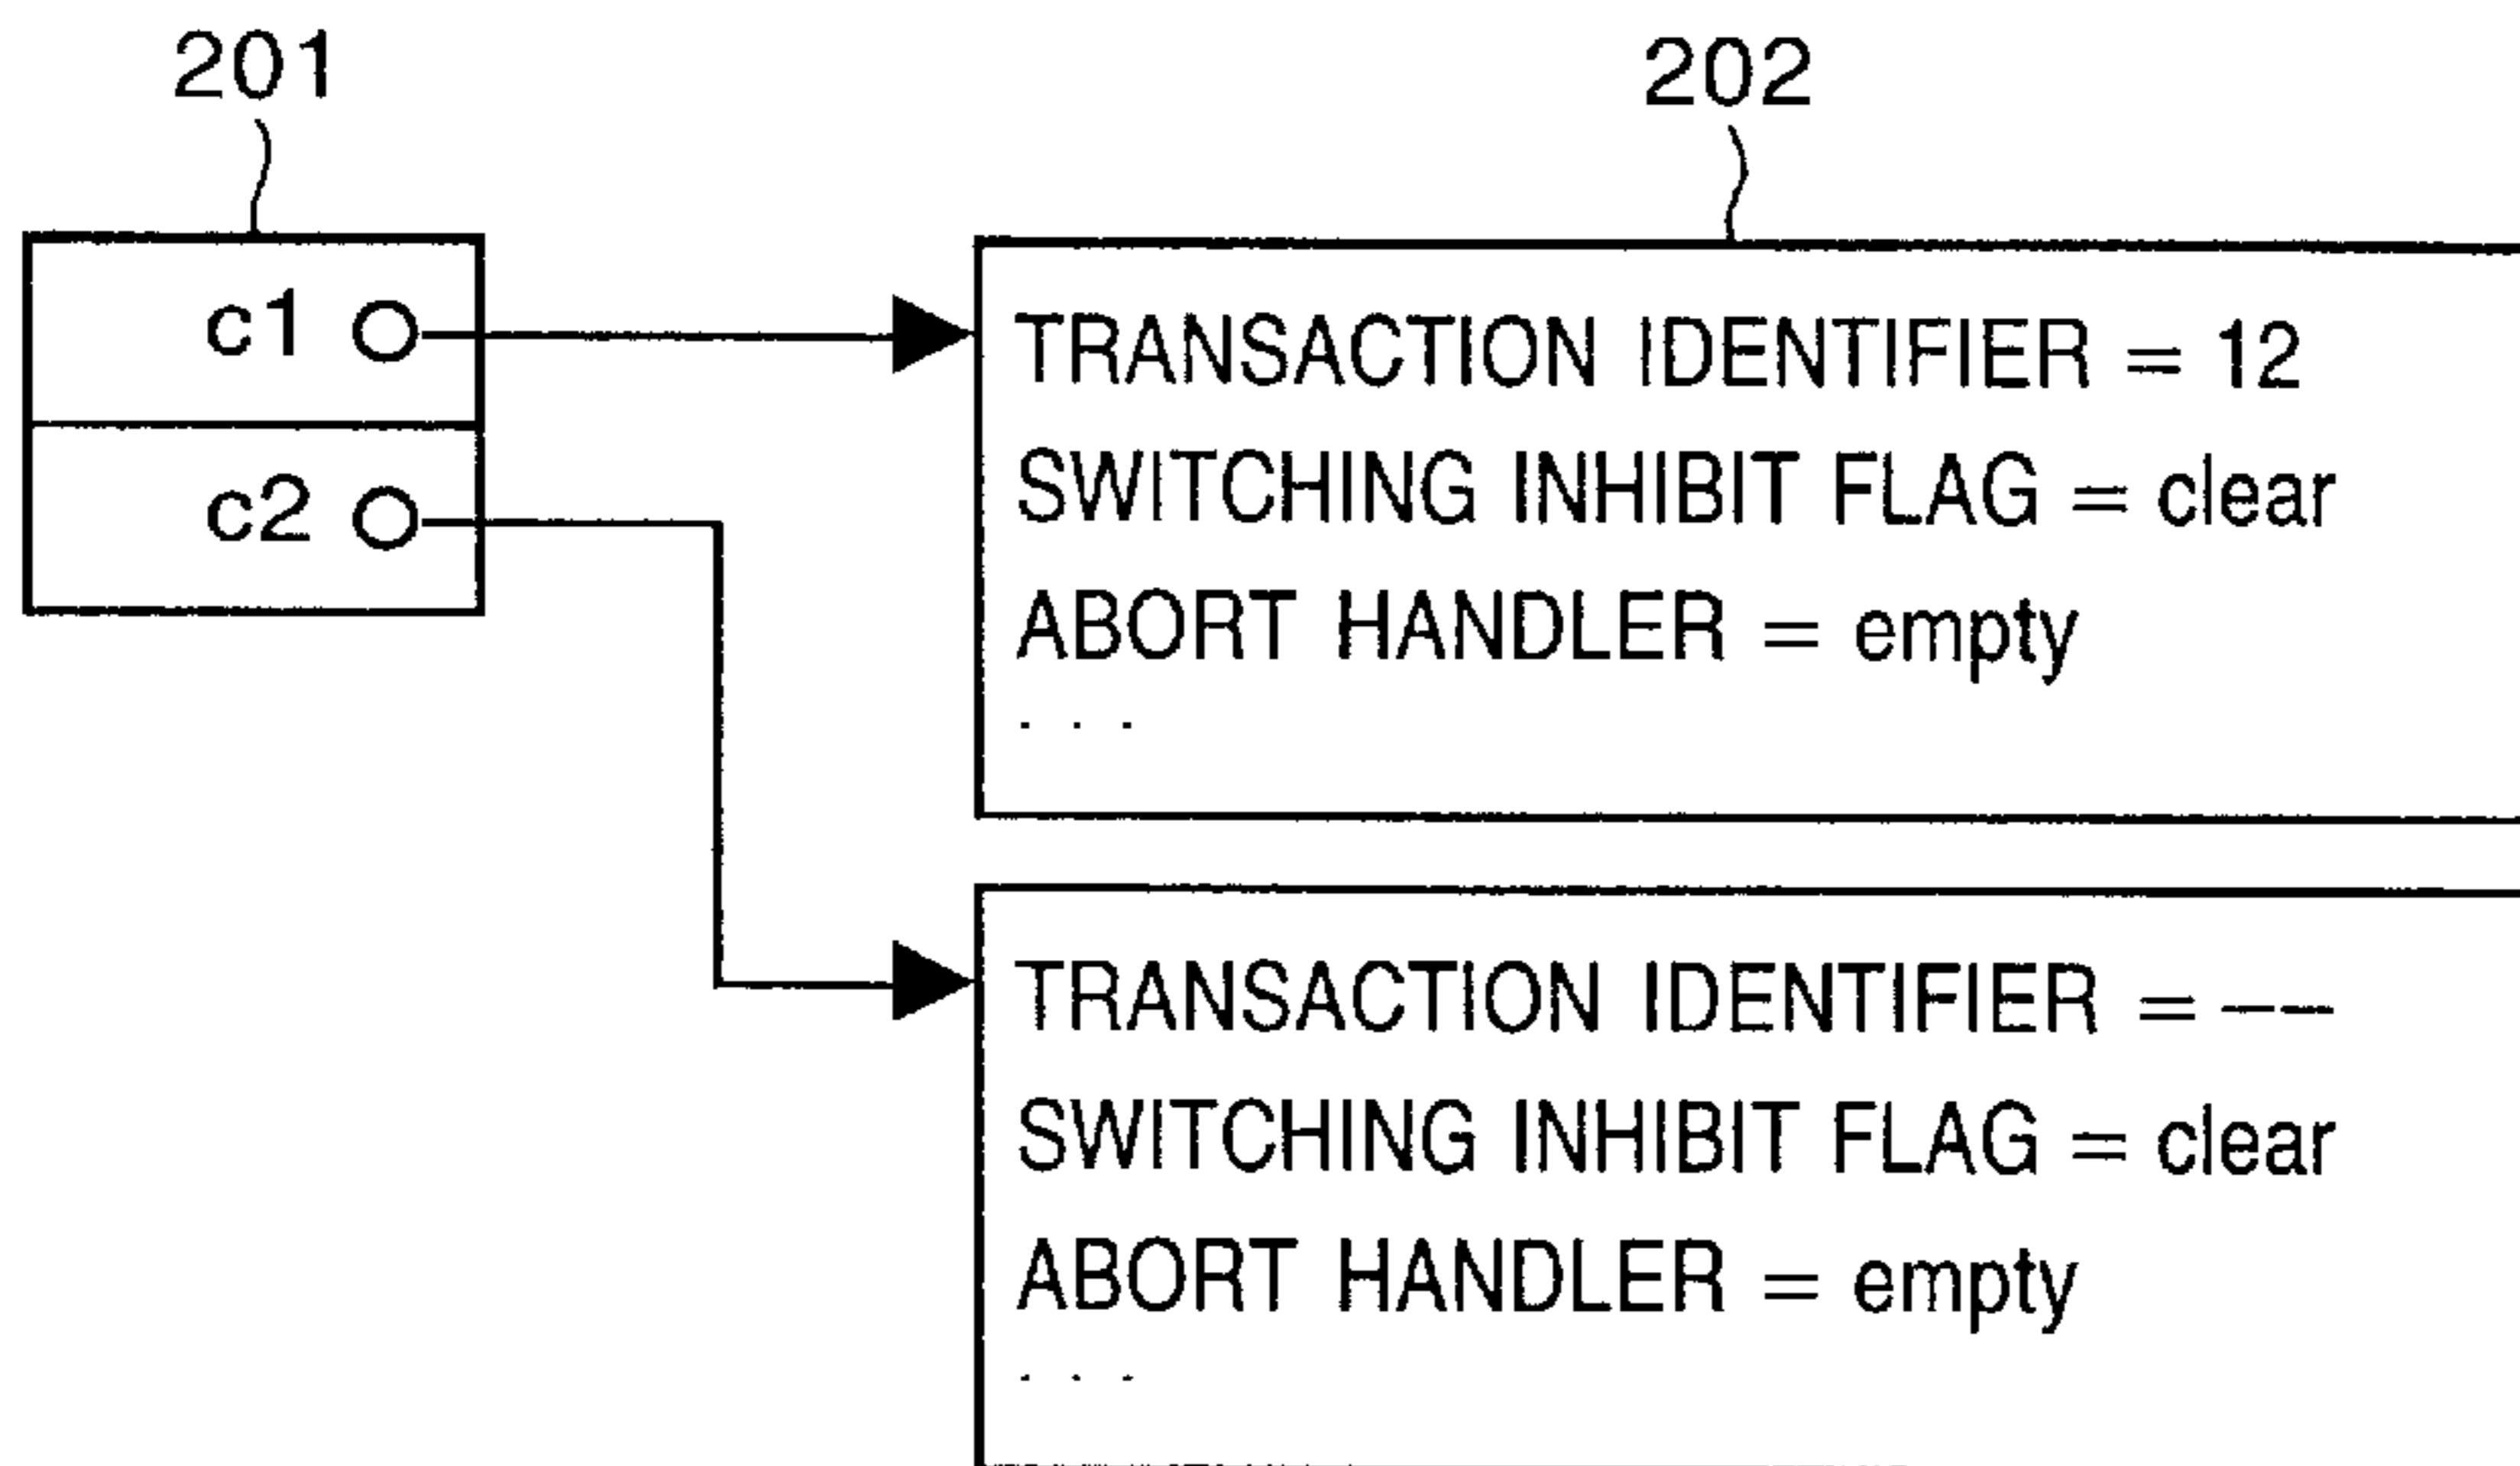 201
202
c1
c2
TRANSACTION IDENTIFIER = 12
SWITCHING INHIBIT FLAG = clear
ABORT HANDLER = empty
. . .
TRANSACTION IDENTIFIER = ––
SWITCHING INHIBIT FLAG = clear
ABORT HANDLER = empty
. . .